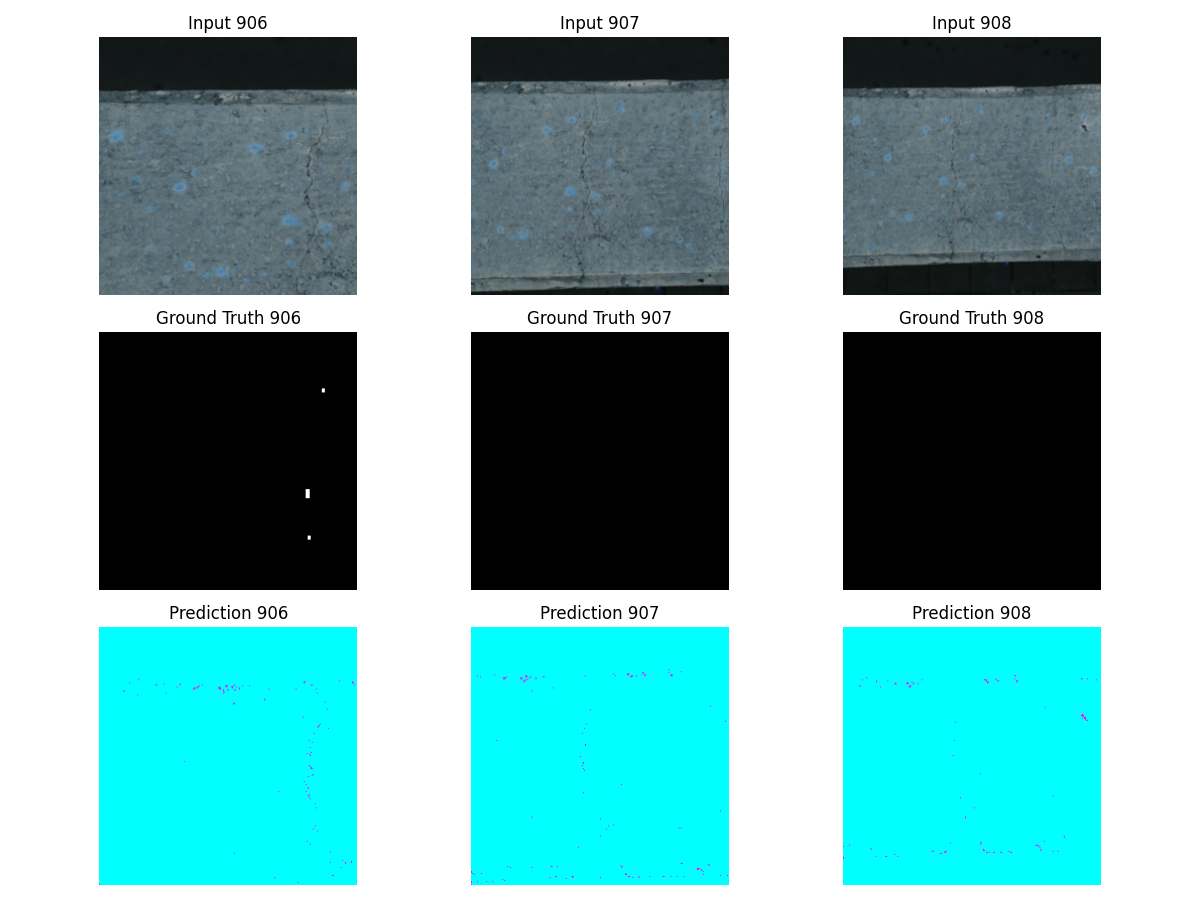 Input 906
Input 907
Input 908
Ground Truth 906
Ground Truth 907
Ground Truth 908
Prediction 906
Prediction 907
Prediction 908